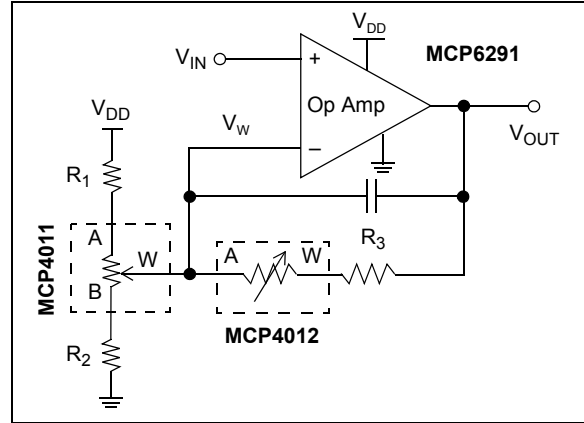 VDD
MCP6291
VIN
+
Op Amp
VDD
VW
–
VOUT
R1
A
W
B
MCP4011
A
W
R3
MCP4012
R2